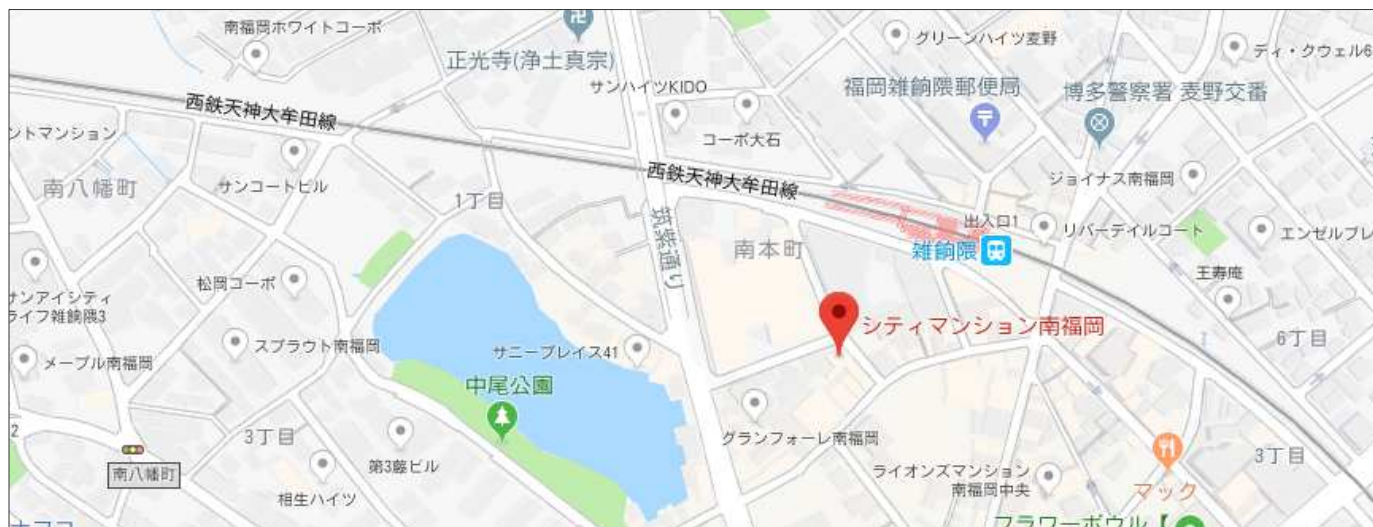 南福岡ホワイトコーポ
正光寺(浄土真宗)
サンハイツKIDO
コーポ大石
グリーンハイツ麦野
ディ・クウェル6
福岡雑餉隈郵便局
博多警察署 麦野交番
西鉄天神大牟田線
ントマンション
南八幡町
サンコートビル
1丁目
西鉄天神大牟田線
筑紫通り
南本町
出入口1
雑餉隈
ジョイナス南福岡
リバーデイルコート
エンゼルプレ
王寿庵
サンアイシティ
ライフ雑餉隈3
松岡コーポ
メープル南福岡
スプラウト南福岡
サニープレイス41
シティマンション南福岡
6丁目
中尾公園
グランフォーレ南福岡
2
3丁目
南八幡町
第3藤ビル
相生ハイツ
ライオンズマンション
南福岡中央
マック
3丁目
フラワーボウル【